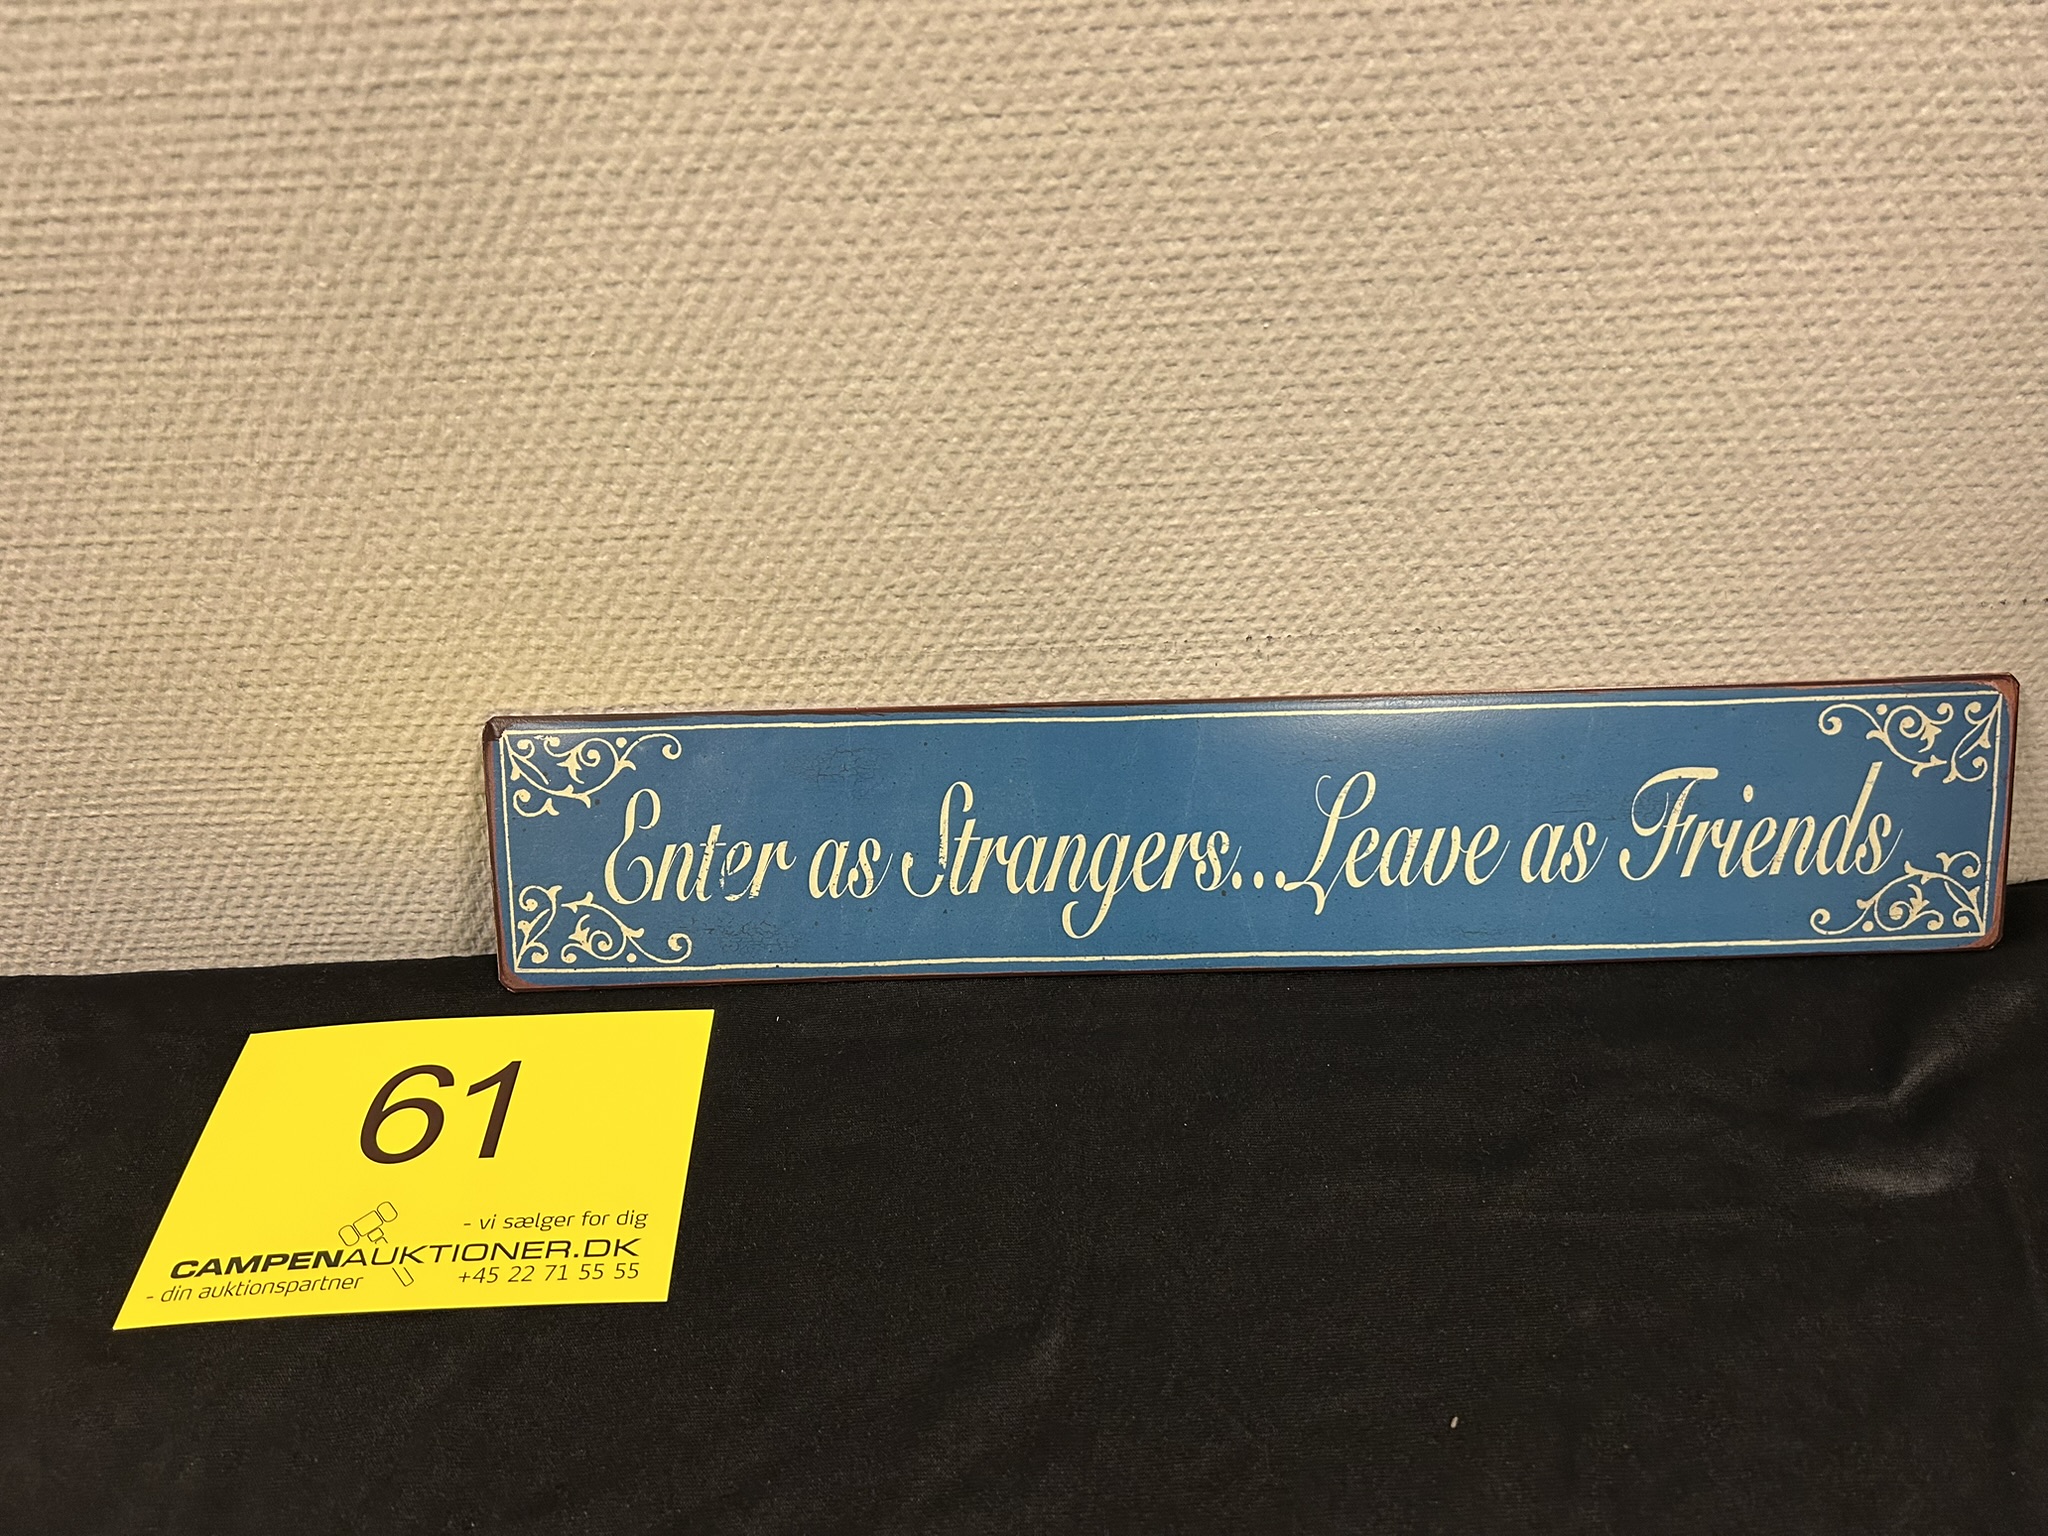 Enter as Strangers...Leave as Friends
61
- vi sælger for dig
CAMPENAUKTIONER.DK
- din auktionspartner
+45 22 71 55 55